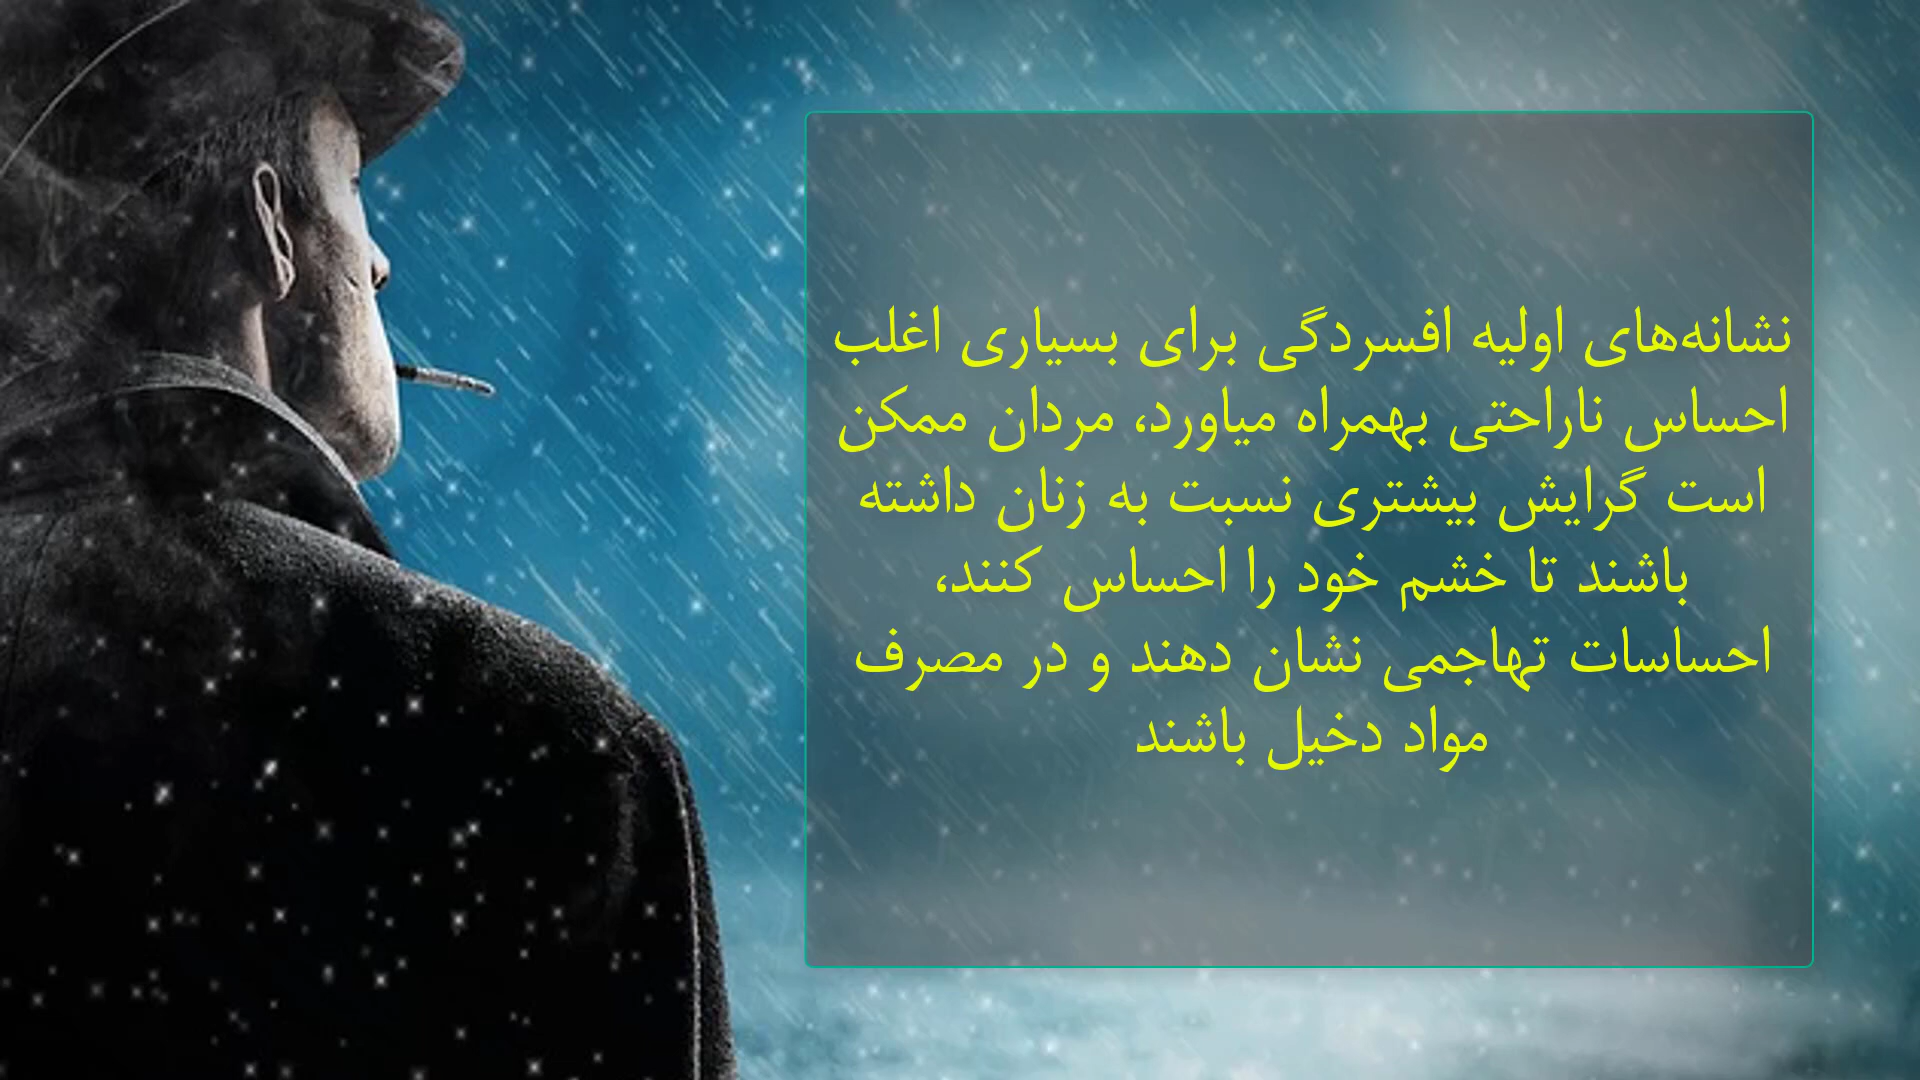 نشانه‌های اولیه افسردگی برای بسیاری اغلب
احساس ناراحتی بهمراه میاورد، مردان ممکن
است گرایش بیشتری نسبت به زنان داشته
باشند تا خشم خود را احساس کنند،
احساسات تهاجمی نشان دهند و در مصرف
مواد دخیل باشند